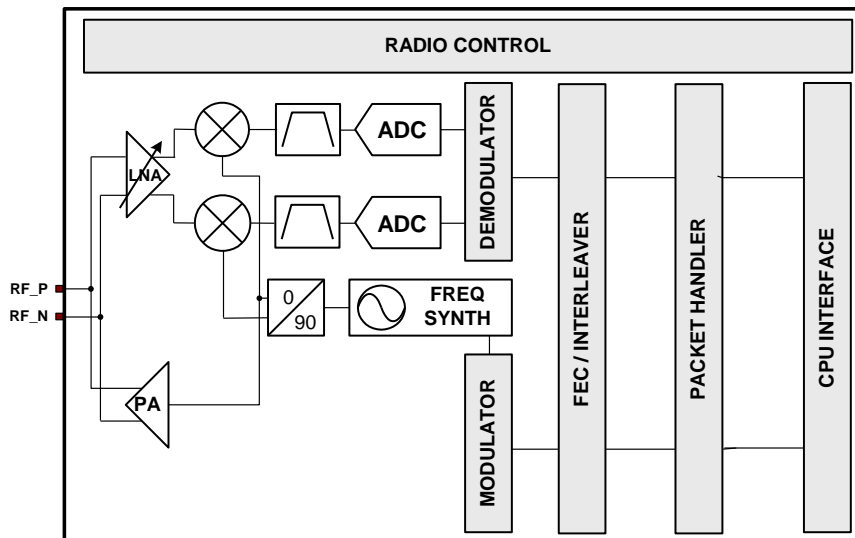 RADIO CONTROL
LNA
ADC
ADC
DEMODULATOR
FEC / INTERLEAVER
PACKET HANDLER
CPU INTERFACE
RF_P
RF_N
0
90
FREQ
SYNTH
PA
MODULATOR